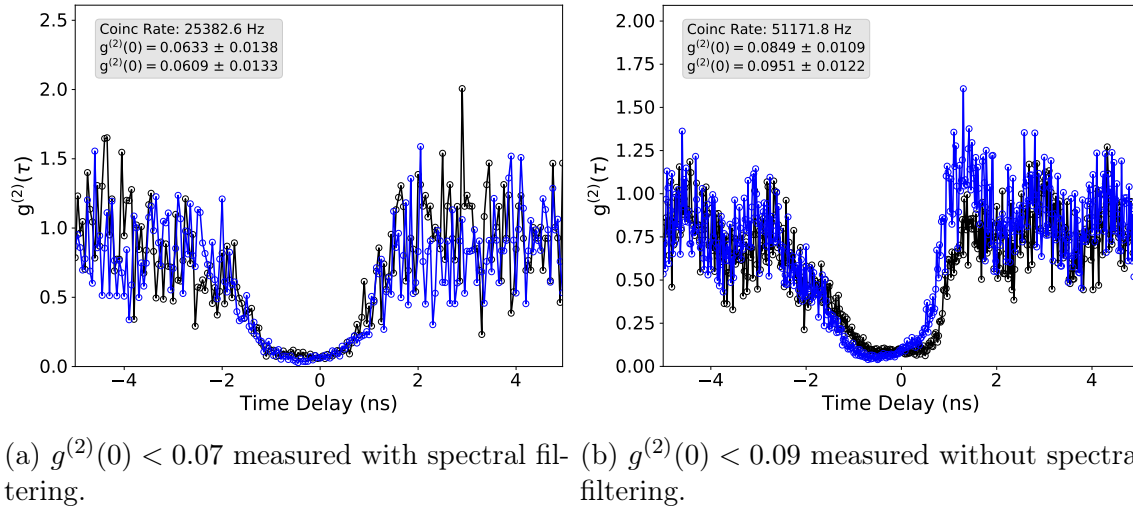 2.5
2.0
1.5
1.0
0.5
0.0
g⁽²⁾(τ)
Coinc Rate: 25382.6 Hz
g⁽²⁾(0) = 0.0633 ± 0.0138
g⁽²⁾(0) = 0.0609 ± 0.0133
−4 −2 0 2 4
Time Delay (ns)
2.00
1.75
1.50
1.25
1.00
0.75
0.50
0.25
0.00
g⁽²⁾(τ)
Coinc Rate: 51171.8 Hz
g⁽²⁾(0) = 0.0849 ± 0.0109
g⁽²⁾(0) = 0.0951 ± 0.0122
−4 −2 0 2 4
Time Delay (ns)
(a) g⁽²⁾(0) < 0.07 measured with spectral fil-
tering.
(b) g⁽²⁾(0) < 0.09 measured without spectra
filtering.